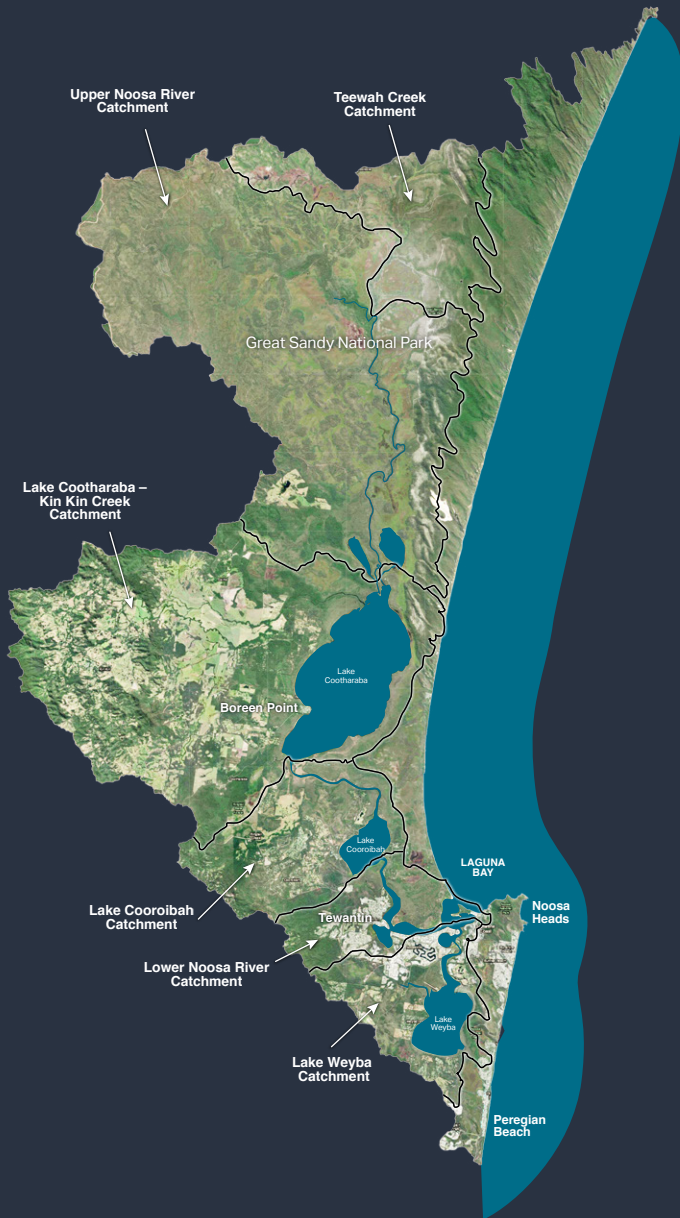 Upper Noosa River
Catchment
Teewah Creek
Catchment
Great Sandy National Park
Lake Cootharaba –
Kin Kin Creek
Catchment
Lake
Cootharaba
Boreen Point
Lake
Cooroibah
LAGUNA
BAY
Noosa
Heads
Lake Cooroibah
Catchment
Tewantin
Lower Noosa River
Catchment
Lake
Weyba
Lake Weyba
Catchment
Peregian
Beach